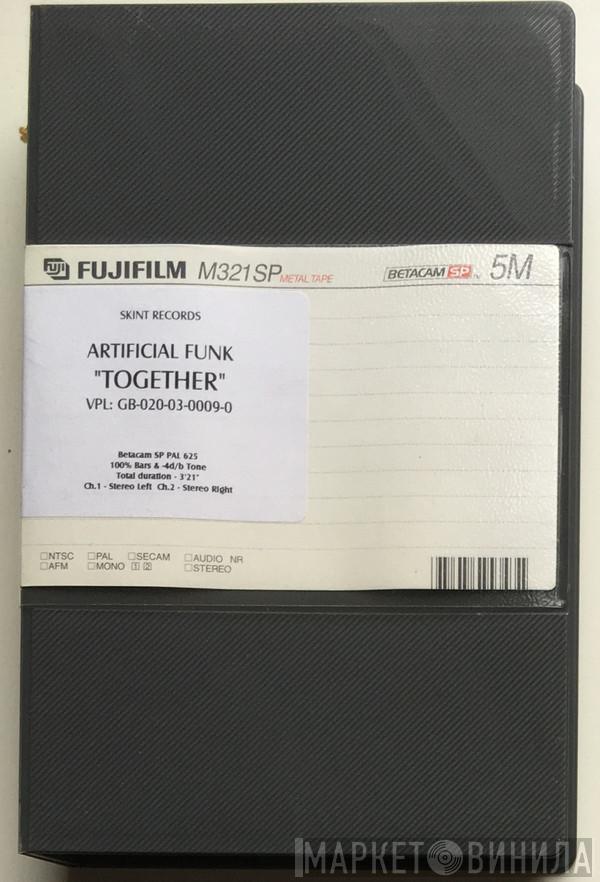 FUJI FUJIFILM M321SP METAL TAPE BETACAM SP 5M
SKINT RECORDS
ARTIFICIAL FUNK
"TOGETHER"
VPL: GB-020-03-0009-0
Betacam SP PAL 625
100% Bars & -4d/b Tone
Total duration - 3'21"
Ch.1 - Stereo Left Ch.2 - Stereo Right
□NTSC □PAL □SECAM □AUDIO NR
□AFM □MONO 1 2 □STEREO
МАРКЕТ ВИНИЛА